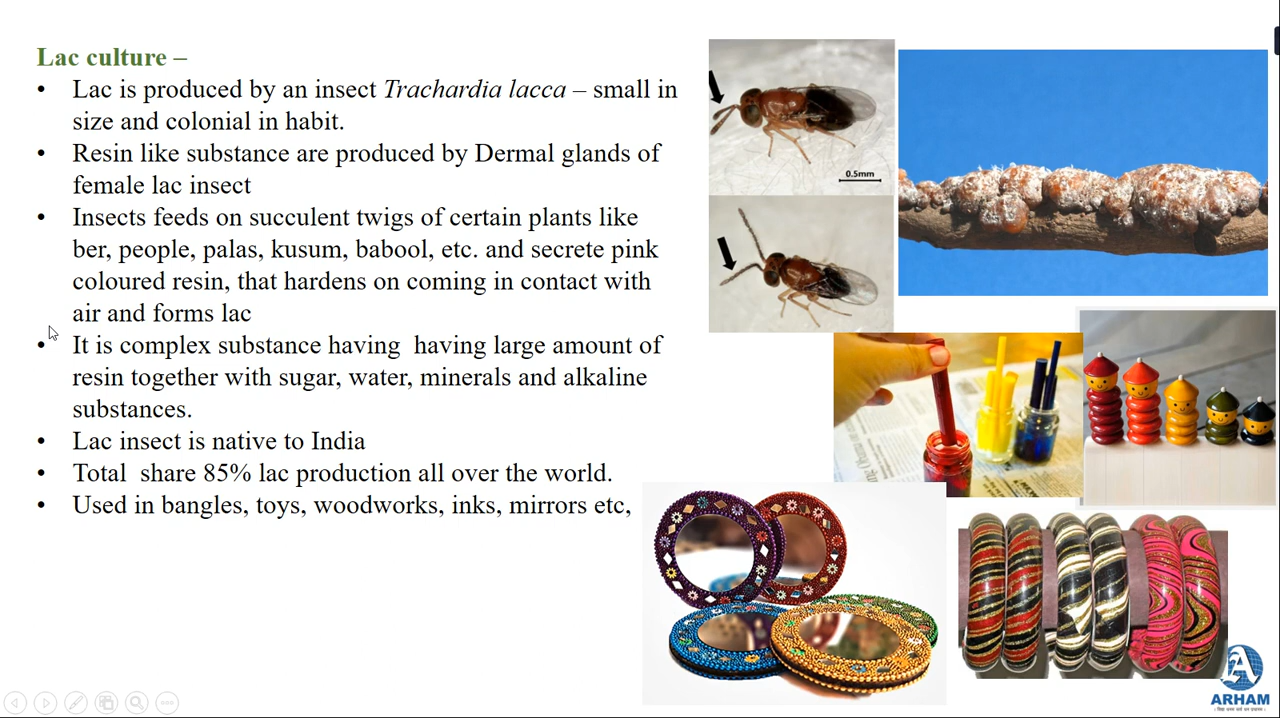 Lac culture –
• Lac is produced by an insect Trachardia lacca – small in
size and colonial in habit.
• Resin like substance are produced by Dermal glands of
female lac insect
• Insects feeds on succulent twigs of certain plants like
ber, people, palas, kusum, babool, etc. and secrete pink
coloured resin, that hardens on coming in contact with
air and forms lac
• It is complex substance having  having large amount of
resin together with sugar, water, minerals and alkaline
substances.
• Lac insect is native to India
• Total  share 85% lac production all over the world.
• Used in bangles, toys, woodworks, inks, mirrors etc,
0.5mm
ARHAM